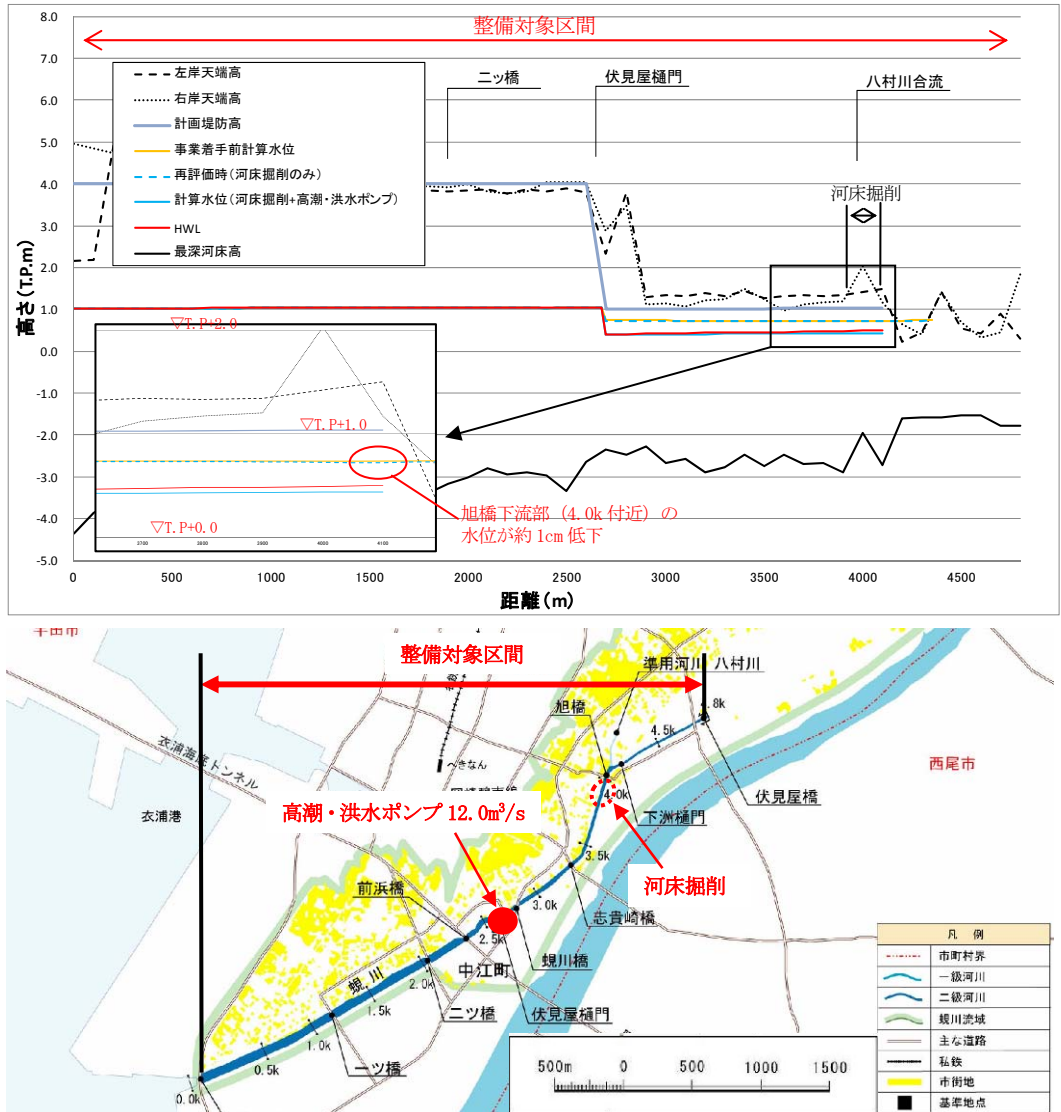 整備対象区間
8.0
7.0
6.0
5.0
4.0
3.0
2.0
1.0
0.0
-1.0
-2.0
-3.0
-4.0
-5.0
高さ(T.P.m)
左岸天端高
右岸天端高
計画堤防高
事業着手前計算水位
再評価時(河床掘削のみ)
計算水位(河床掘削+高潮・洪水ポンプ)
HWL
最深河床高
二ッ橋
伏見屋樋門
八村川合流
河床掘削
▽T.P+2.0
▽T.P+1.0
▽T.P+0.0
3700
3800
3900
4000
4100
旭橋下流部 (4.0k 付近) の
水位が約 1cm 低下
0
500
1000
1500
2000
2500
3000
3500
4000
4500
距離(m)
整備対象区間
準用河川 八村川
旭橋
.8k
4.5k
へきなん
衣浦海底トンネル
西尾市
衣浦港
4.0k
伏見屋橋
高潮・洪水ポンプ 12.0m³/s
下洲樋門
3.5k
河床掘削
前浜橋
3.0k
志貴崎橋
2.5k
蜆川橋
中江町
蜆川
2.0k
1.5k
二ツ橋
伏見屋樋門
1.0k
一ツ橋
0.5k
0.0k
500m
0
500
1000
1500
凡 例
市町村界
一級河川
二級河川
蜆川流域
主な道路
私鉄
市街地
基準地点